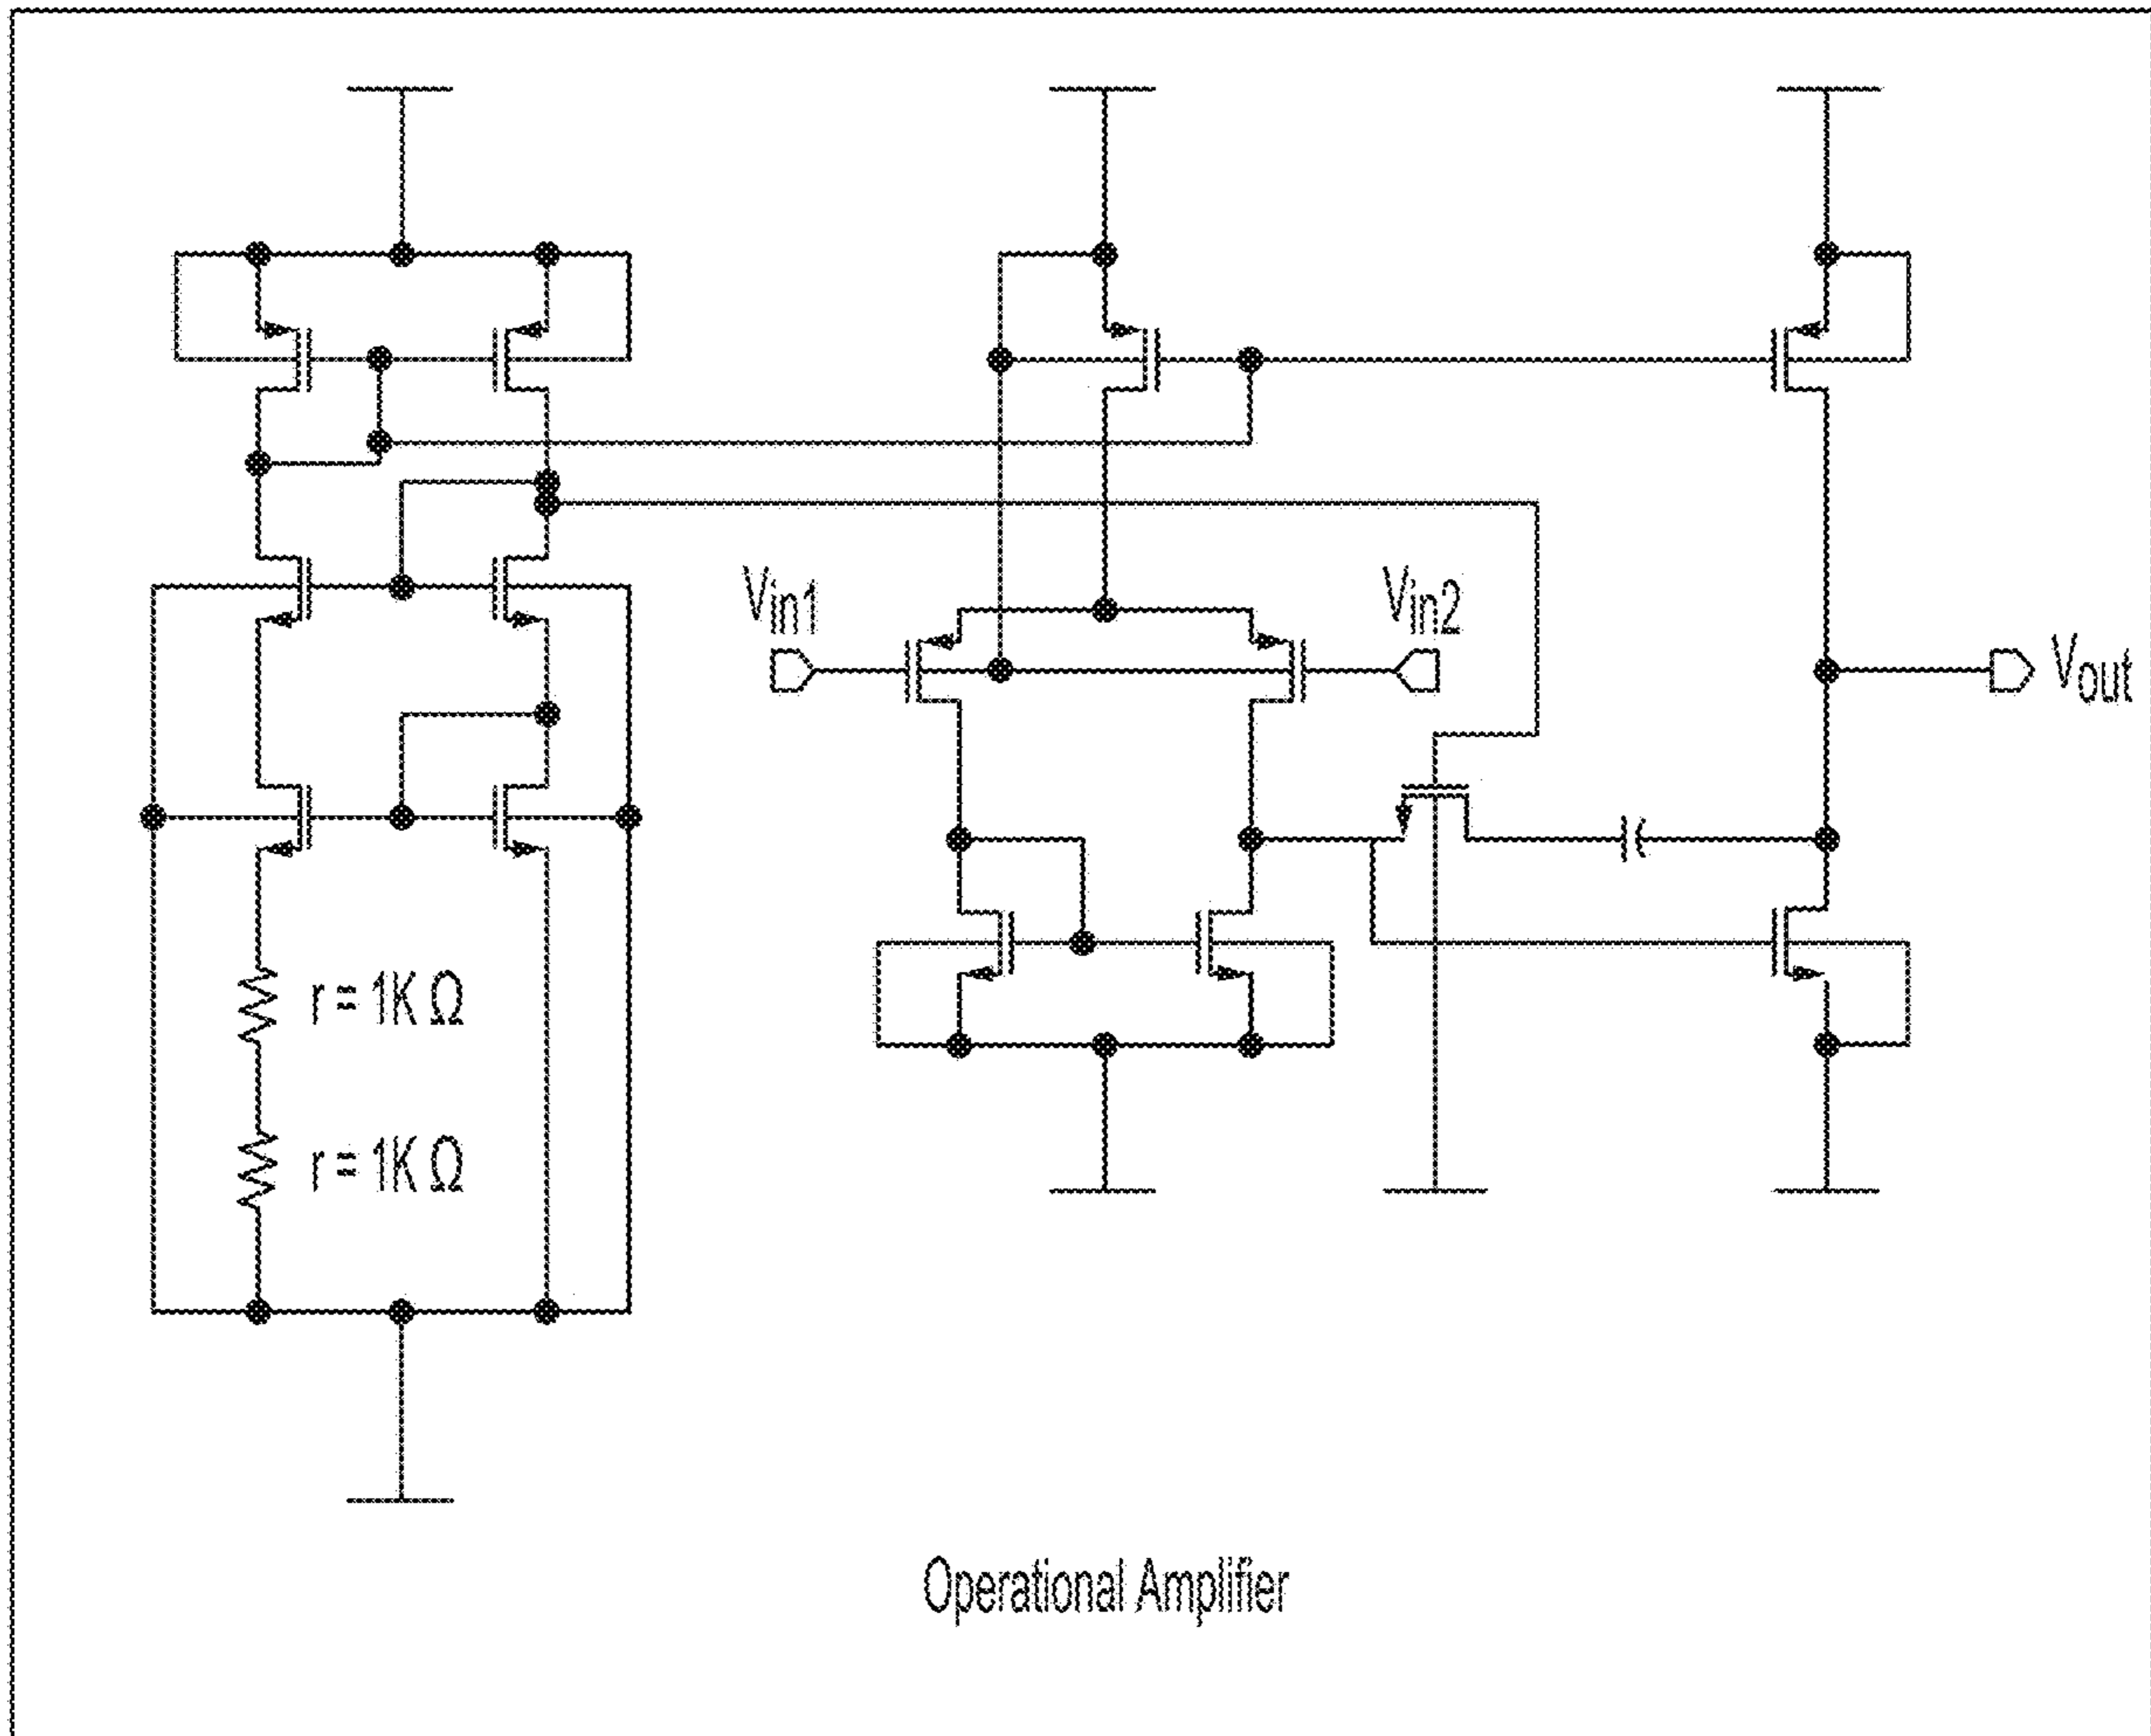 Vin1
Vin2
Vout
r = 1K Ω
r = 1K Ω
Operational Amplifier